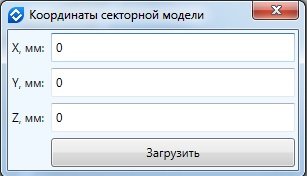 Координаты секторной модели
X, мм: 0
Y, мм: 0
Z, мм: 0
Загрузить